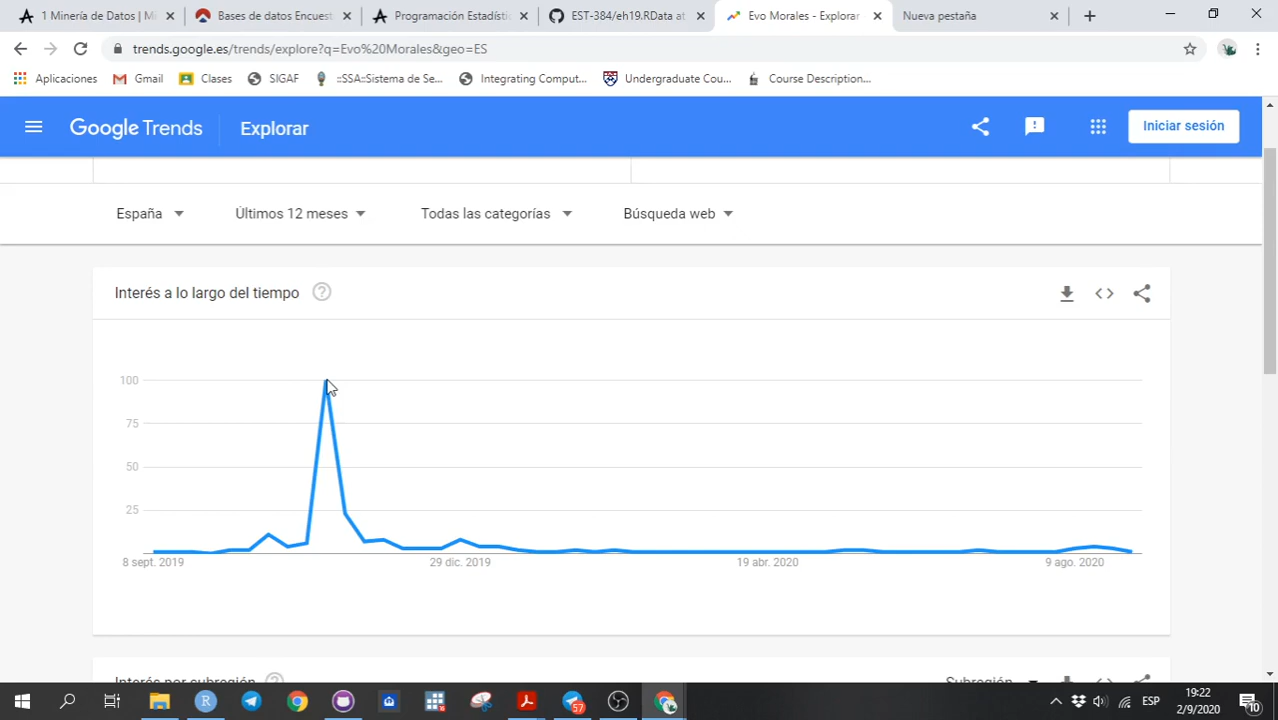 1 Minería de Datos | Mi
Bases de datos Encuest
Programación Estadísti
EST-384/eh19.RData at
Evo Morales - Explorar
Nueva pestaña
trends.google.es/trends/explore?q=Evo%20Morales&geo=ES
Aplicaciones
Gmail
Clases
SIGAF
::SSA::Sistema de Se...
Integrating Comput...
Undergraduate Cou...
Course Description...
Google Trends
Explorar
Iniciar sesión
España
Últimos 12 meses
Todas las categorías
Búsqueda web
Interés a lo largo del tiempo
100
75
50
25
8 sept. 2019
29 dic. 2019
19 abr. 2020
9 ago. 2020
Interés por subregión
Subregión
57
ESP
19:22
2/9/2020
10